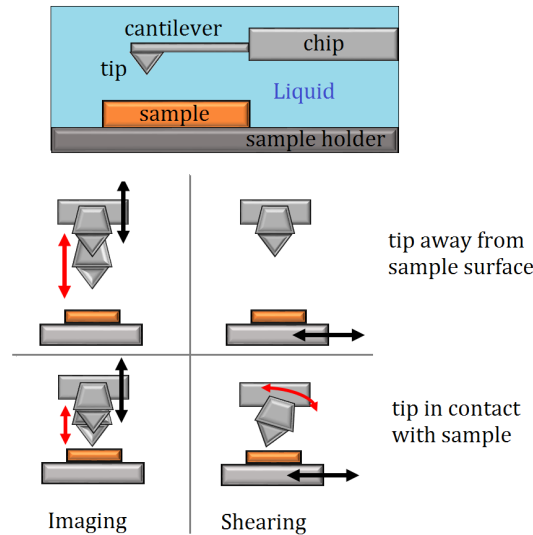 cantilever
chip
tip
Liquid
sample
sample holder
tip away from
sample surface
tip in contact
with sample
Imaging
Shearing